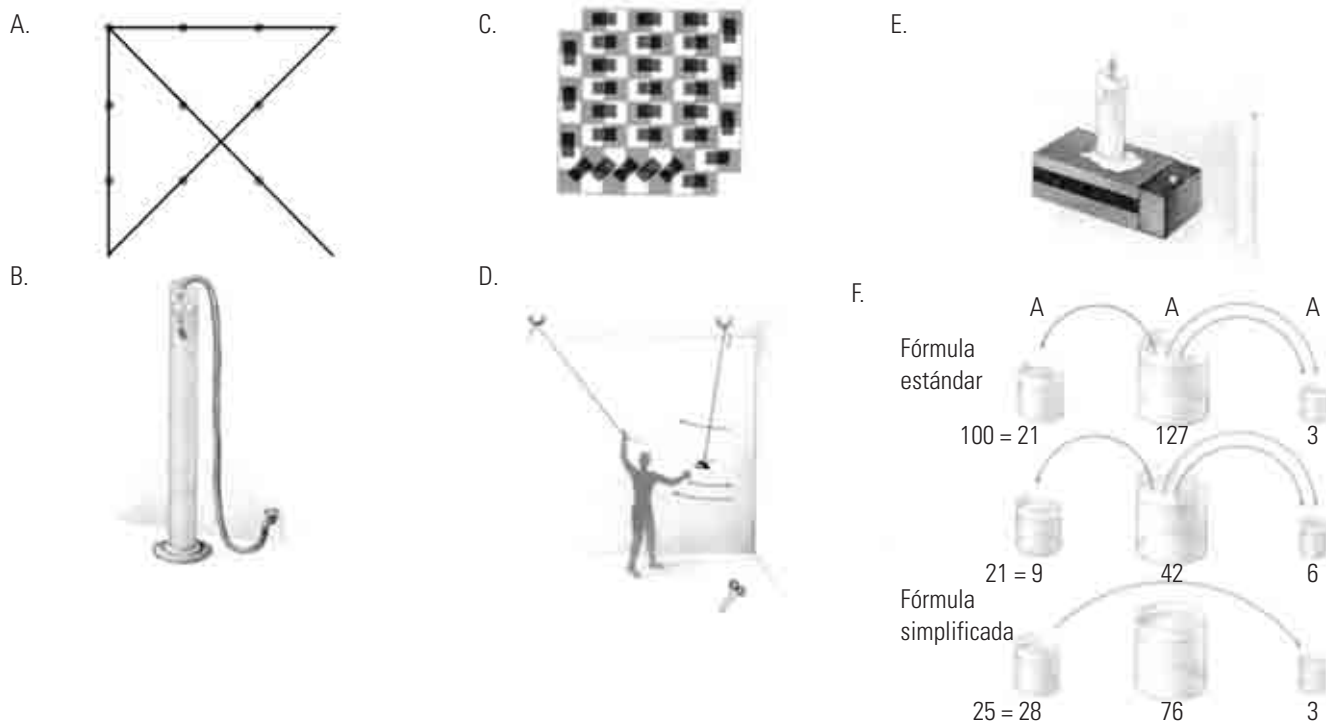 A.
B.
C.
D.
E.
F.
A A A
Fórmula
estándar
100 = 21 127 3
21 = 9 42 6
Fórmula
simplificada
25 = 28 76 3